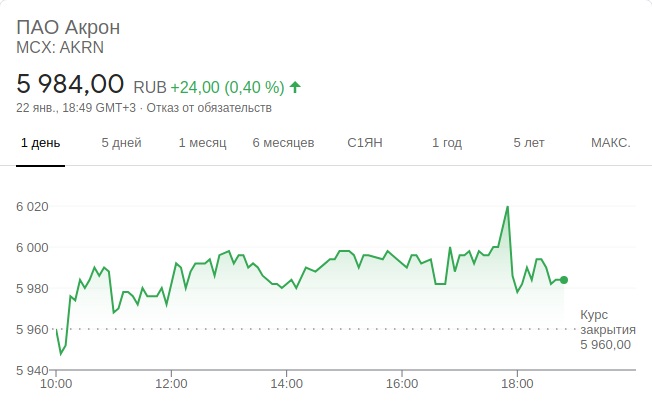 ПАО Акрон
MCX: AKRN
5 984,00 RUB +24,00 (0,40 %)
22 янв., 18:49 GMT+3 · Отказ от обязательств
1 день 5 дней 1 месяц 6 месяцев С1ЯН 1 год 5 лет МАКС.
6 020
6 000
5 980
5 960
5 940
Курс
закрытия
5 960,00
10:00 12:00 14:00 16:00 18:00